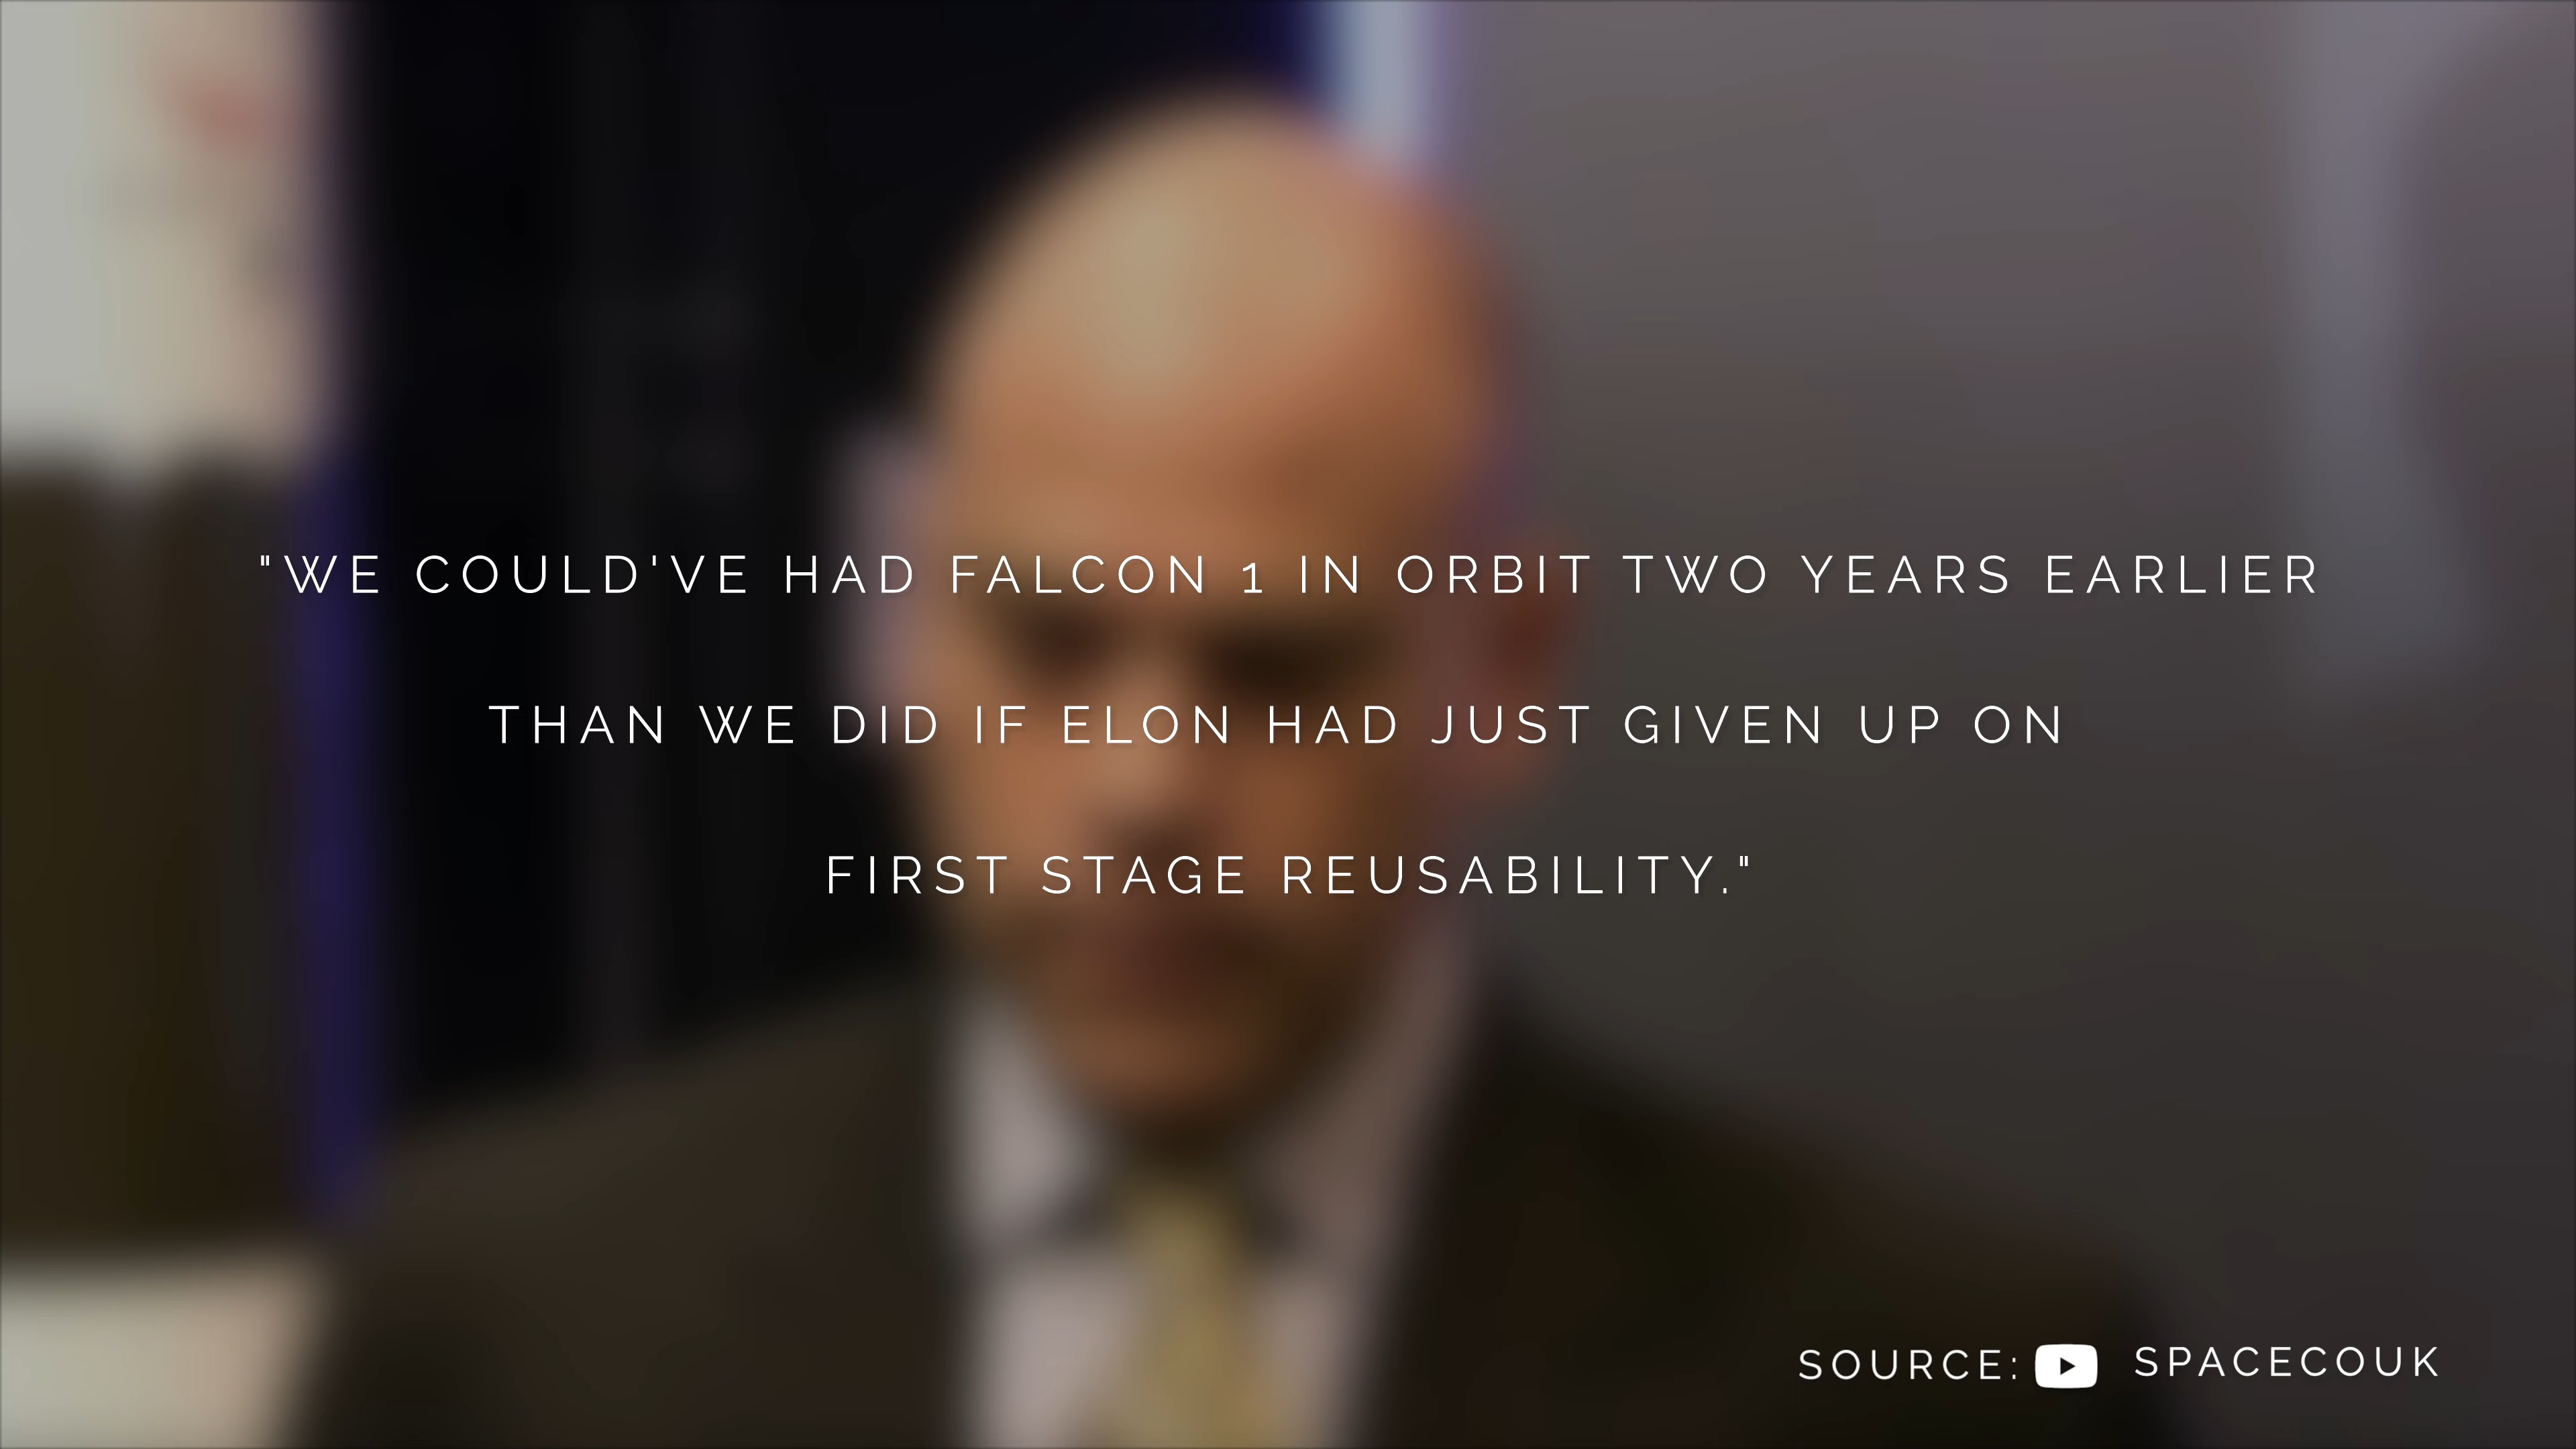 "WE COULD'VE HAD FALCON 1 IN ORBIT TWO YEARS EARLIER
THAN WE DID IF ELON HAD JUST GIVEN UP ON
FIRST STAGE REUSABILITY."
SOURCE: SPACECOUK